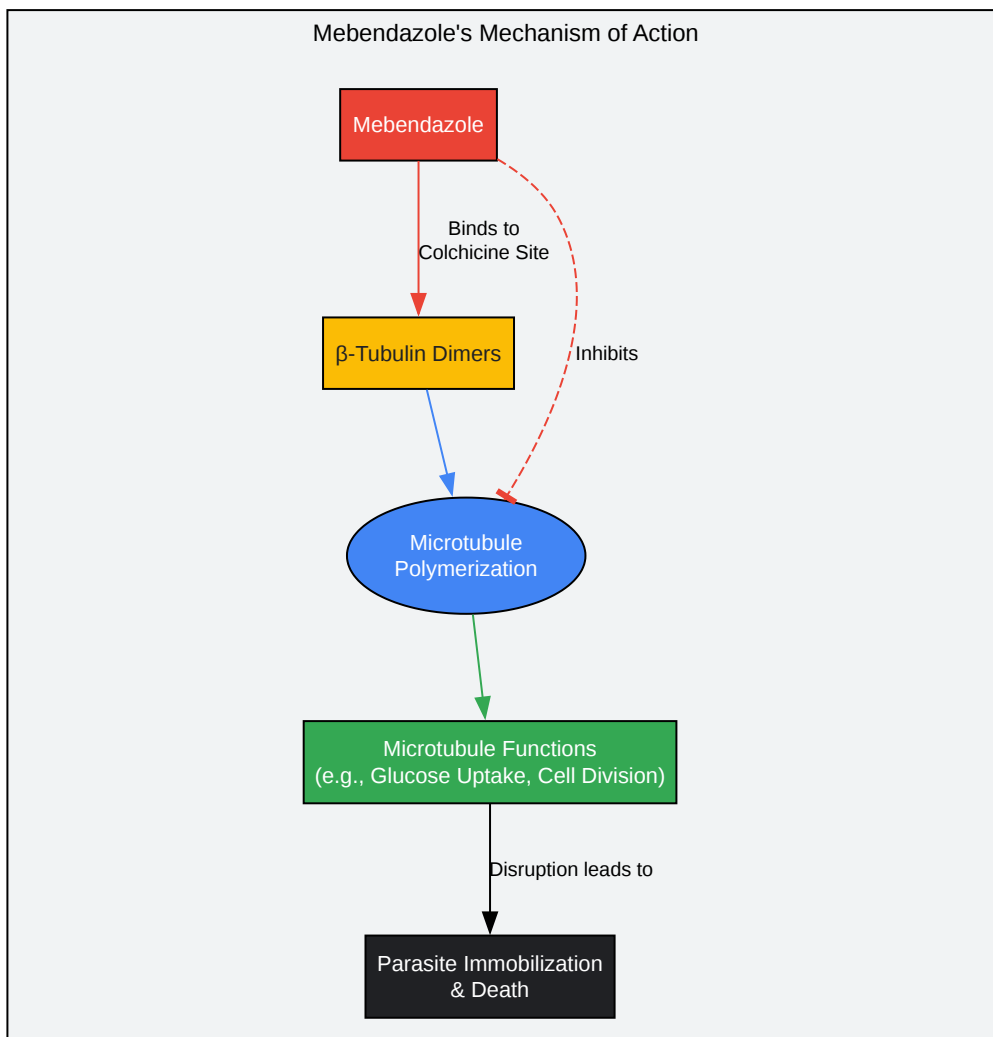 Mebendazole's Mechanism of Action
Mebendazole
Binds to
Colchicine Site
β-Tubulin Dimers
Inhibits
Microtubule
Polymerization
Microtubule Functions
(e.g., Glucose Uptake, Cell Division)
Disruption leads to
Parasite Immobilization
& Death